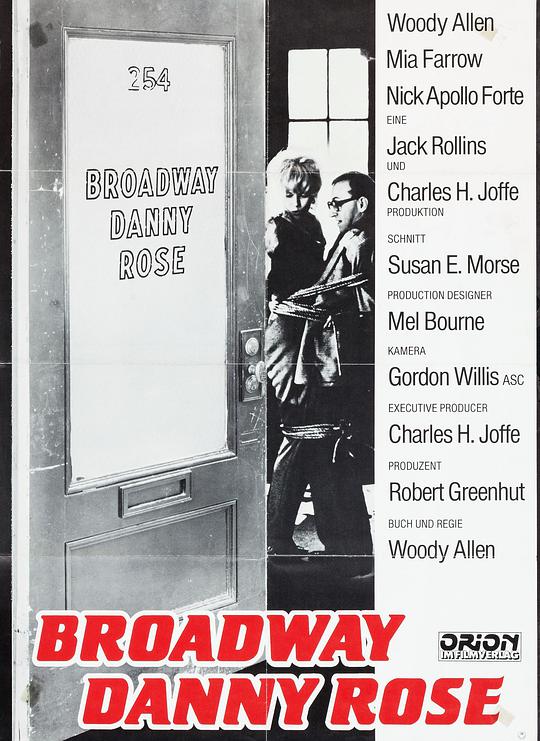 254
BROADWAY
DANNY
ROSE
Woody Allen
Mia Farrow
Nick Apollo Forte
EINE
Jack Rollins
UND
Charles H. Joffe
PRODUKTION
SCHNITT
Susan E. Morse
PRODUCTION DESIGNER
Mel Bourne
KAMERA
Gordon Willis ASC
EXECUTIVE PRODUCER
Charles H. Joffe
PRODUZENT
Robert Greenhut
BUCH UND REGIE
Woody Allen
BROADWAY
DANNY ROSE
ORION
IM FILMVERLAG